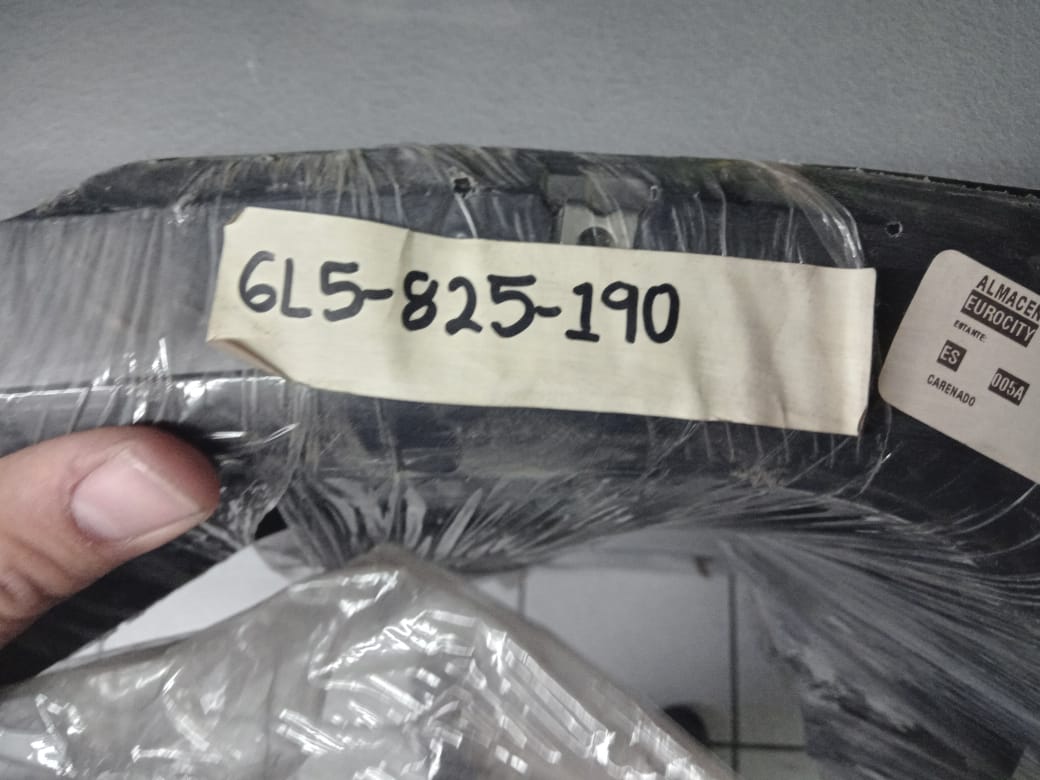 6L5-825-190
ALMACEN
EUROCITY
ESTANTE:
ES
005A
CARENADO